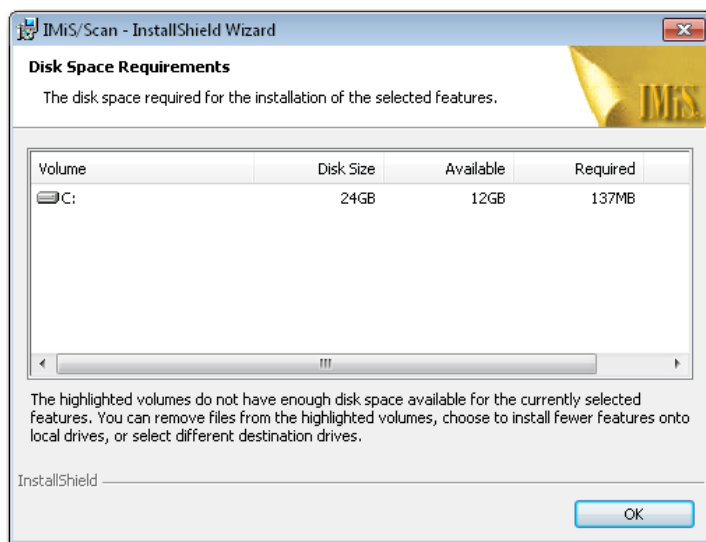 IMiS/Scan - InstallShield Wizard
Disk Space Requirements
The disk space required for the installation of the selected features.
IMiS.
Volume Disk Size Available Required
C: 24GB 12GB 137MB
The highlighted volumes do not have enough disk space available for the currently selected
features. You can remove files from the highlighted volumes, choose to install fewer features onto
local drives, or select different destination drives.
InstallShield
OK